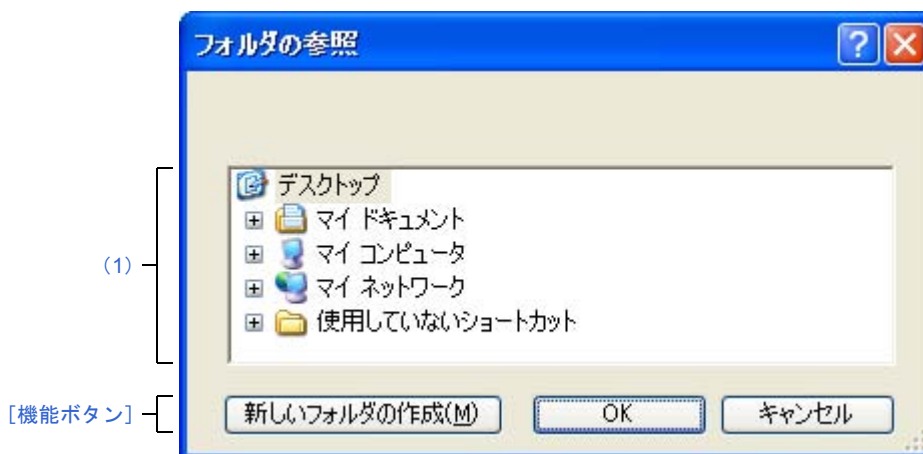 フォルダの参照
デスクトップ
マイ ドキュメント
マイ コンピュータ
マイ ネットワーク
使用していないショートカット
(1)
[機能ボタン]
新しいフォルダの作成(M) OK キャンセル